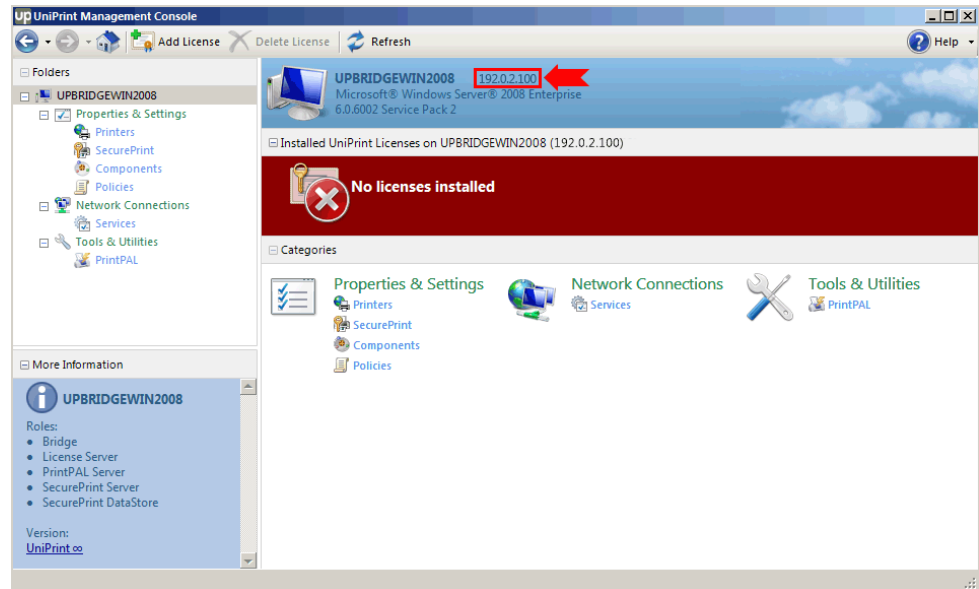 up UniPrint Management Console
Add License Delete License Refresh Help
Folders
UPBRIDGEWIN2008
Properties & Settings
Printers
SecurePrint
Components
Policies
Network Connections
Services
Tools & Utilities
PrintPAL
More Information
UPBRIDGEWIN2008
Roles:
• Bridge
• License Server
• PrintPAL Server
• SecurePrint Server
• SecurePrint DataStore
Version:
UniPrint ∞
UPBRIDGEWIN2008 192.0.2.100
Microsoft® Windows Server® 2008 Enterprise
6.0.6002 Service Pack 2
Installed UniPrint Licenses on UPBRIDGEWIN2008 (192.0.2.100)
No licenses installed
Categories
Properties & Settings
Printers
SecurePrint
Components
Policies
Network Connections
Services
Tools & Utilities
PrintPAL